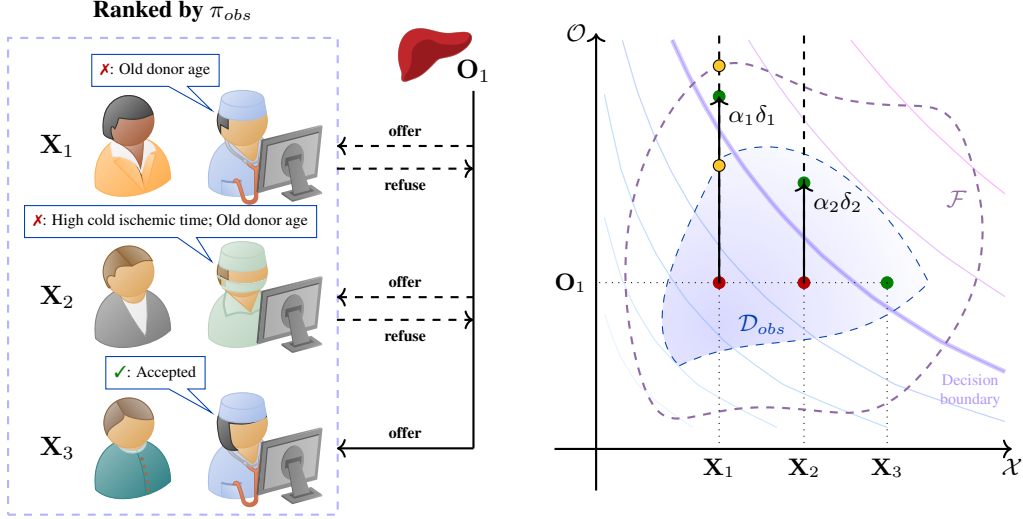 Ranked by π_obs
O_1
✗: Old donor age
X_1
offer
refuse
✗: High cold ischemic time; Old donor age
X_2
offer
refuse
✓: Accepted
X_3
offer
𝒪
α_1δ_1
α_2δ_2
ℱ
O_1
𝒟_obs
Decision
boundary
X_1
X_2
X_3
𝒳